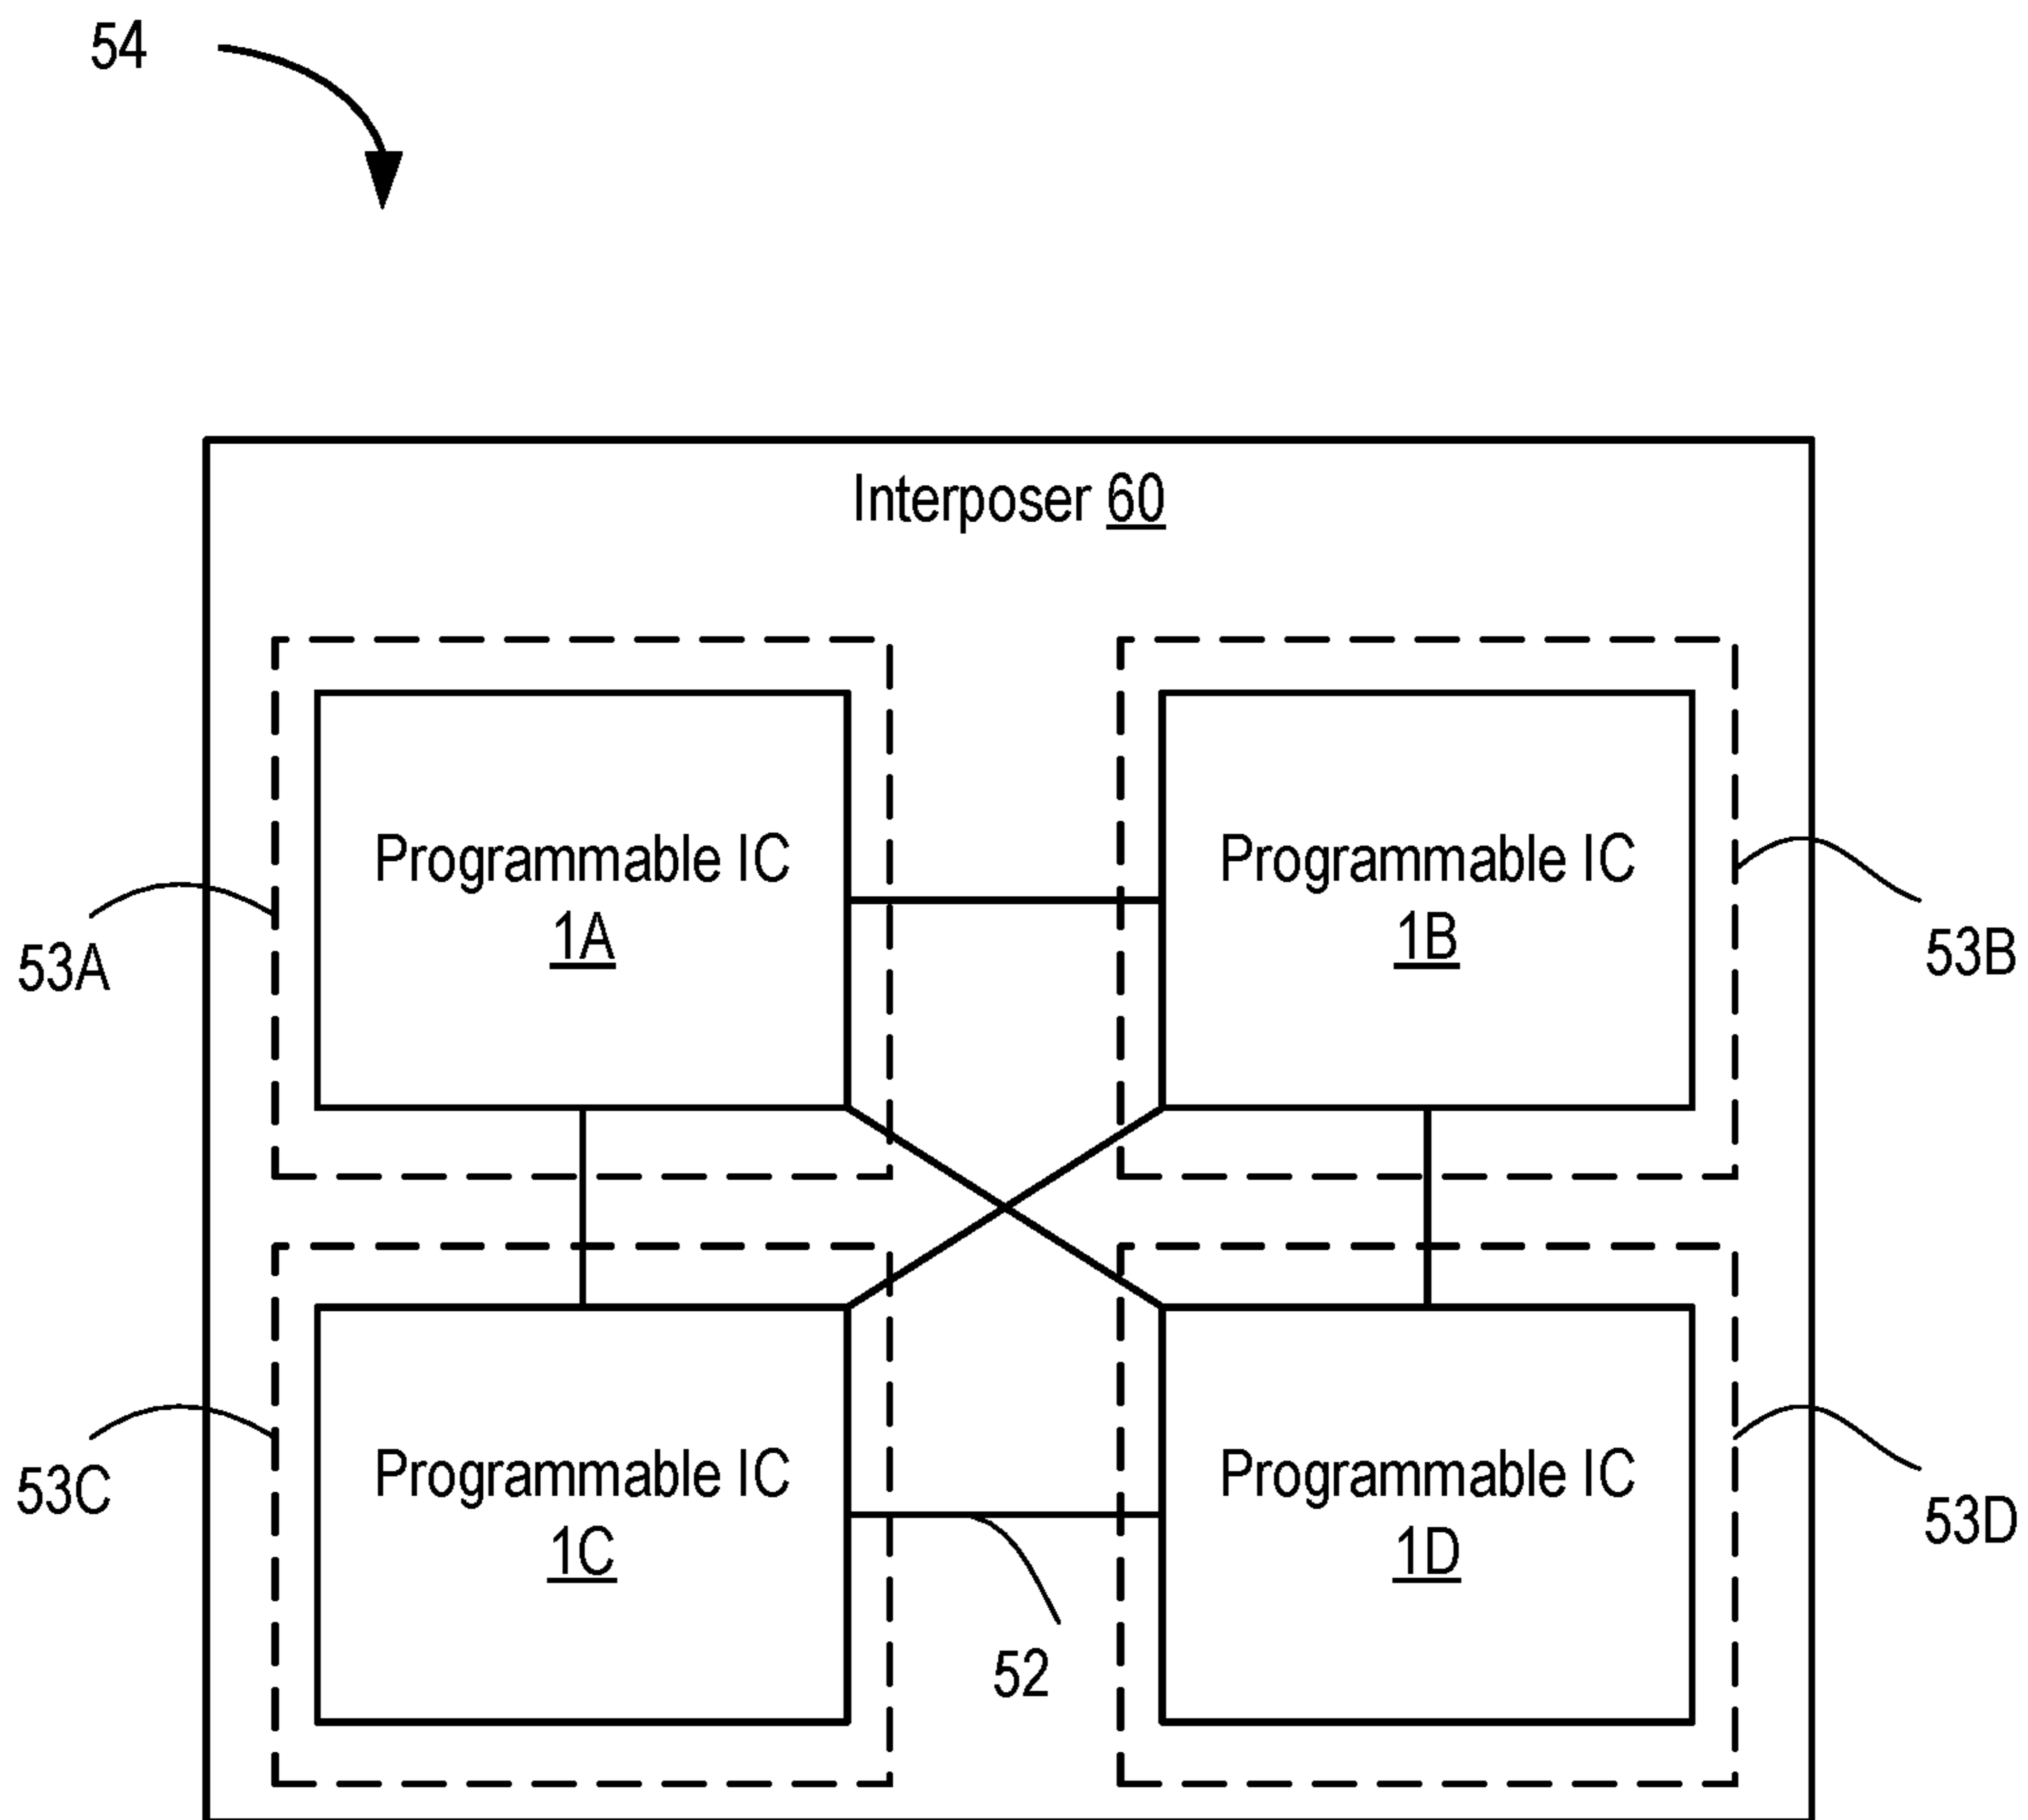 54
Interposer 60
Programmable IC
1A
Programmable IC
1B
53A
53B
Programmable IC
1C
Programmable IC
1D
53C
53D
52